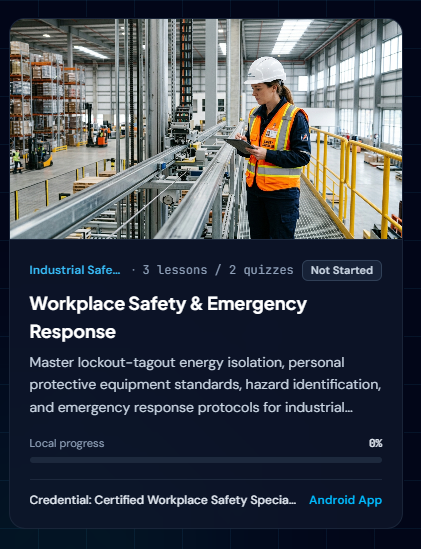 Industrial Safe... · 3 lessons / 2 quizzes Not Started
Workplace Safety & Emergency
Response
Master lockout-tagout energy isolation, personal
protective equipment standards, hazard identification,
and emergency response protocols for industrial...
Local progress 0%
Credential: Certified Workplace Safety Specia... Android App